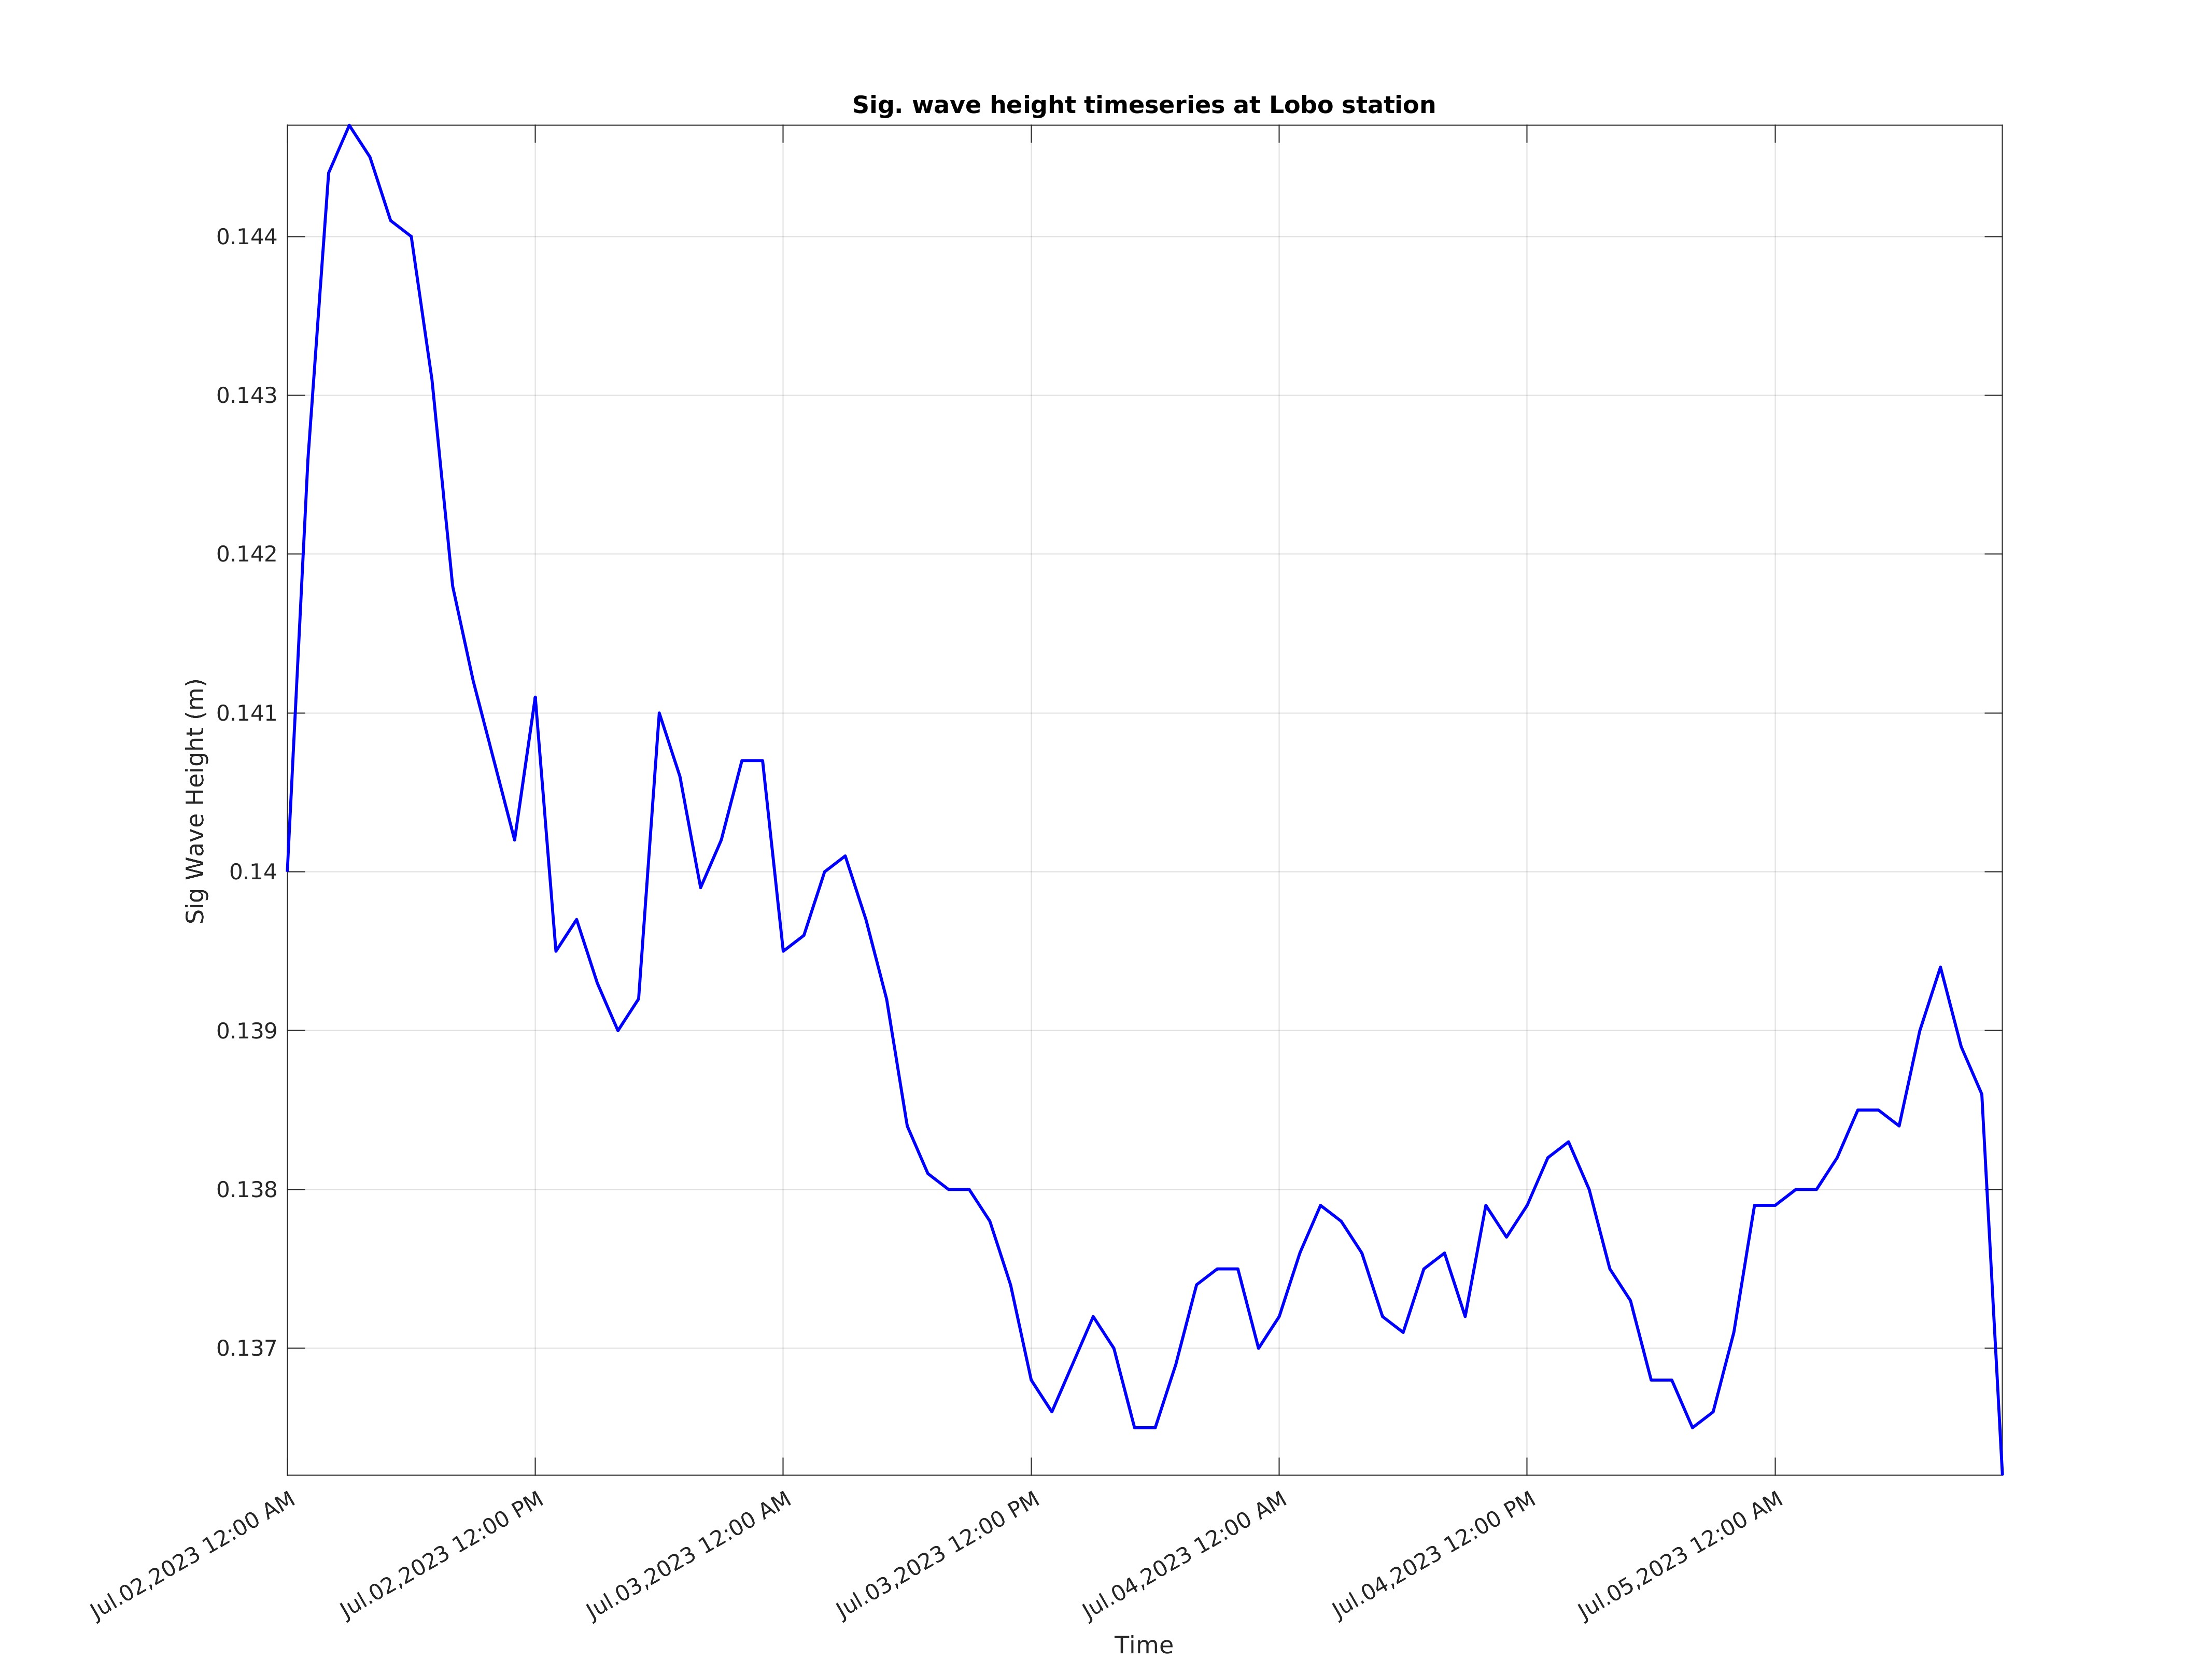 Sig. wave height timeseries at Lobo station
0.144
0.143
0.142
0.141
0.14
0.139
0.138
0.137
Sig Wave Height (m)
Jul.02,2023 12:00 AM
Jul.02,2023 12:00 PM
Jul.03,2023 12:00 AM
Jul.03,2023 12:00 PM
Jul.04,2023 12:00 AM
Jul.04,2023 12:00 PM
Jul.05,2023 12:00 AM
Time